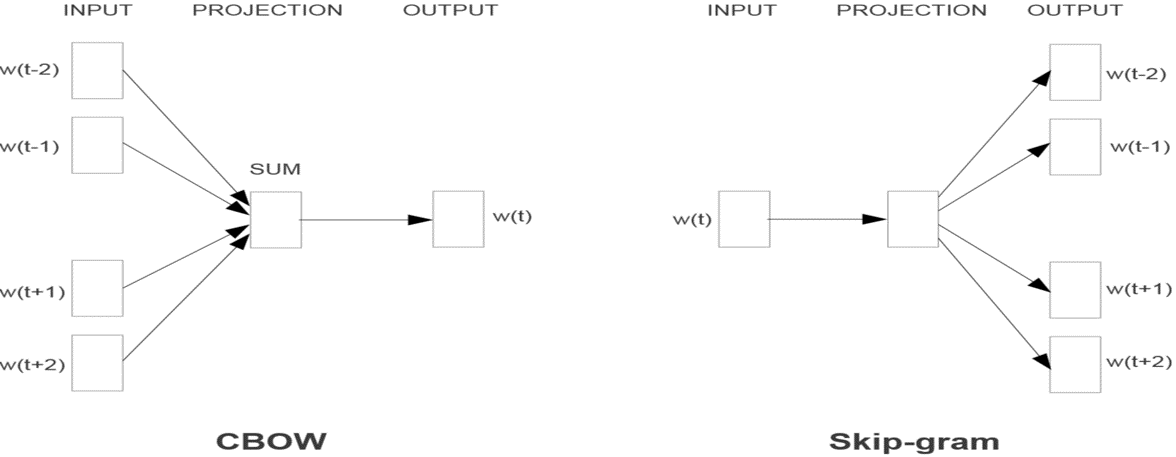 INPUT PROJECTION OUTPUT
w(t-2)
w(t-1)
SUM
w(t)
w(t+1)
w(t+2)
CBOW
INPUT PROJECTION OUTPUT
w(t-2)
w(t-1)
w(t)
w(t+1)
w(t+2)
Skip-gram